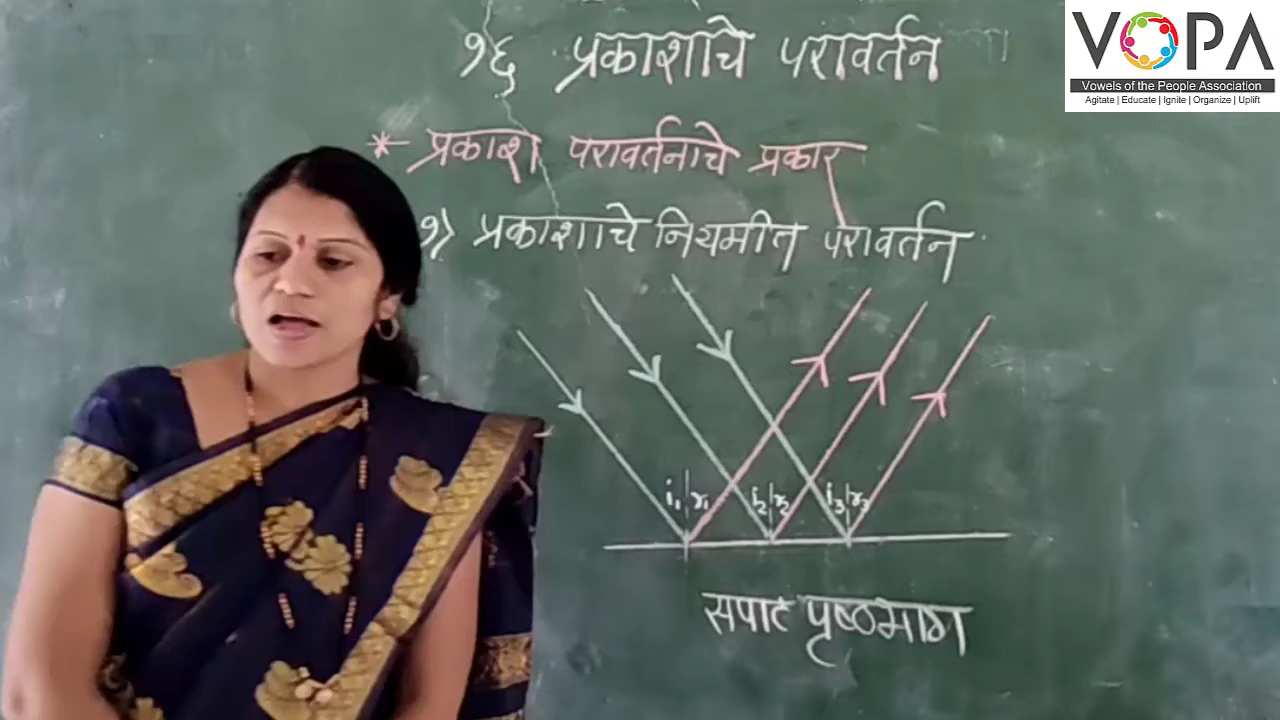 १६ प्रकाशाचे परावर्तन
* प्रकाश परावर्तनाचे प्रकार
१) प्रकाशाचे नियमीत परावर्तन
i₁ r₁ i₂ r₂ i₃ r₃
सपाट पृष्ठभाग
VOPA
Vowels of the People Association
Agitate | Educate | Ignite | Organize | Uplift